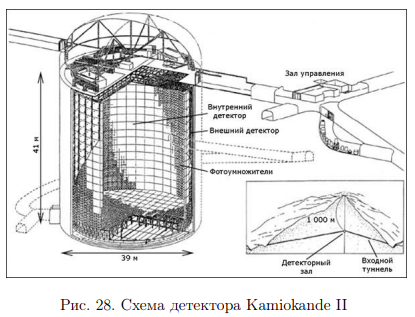 Зал управления
Внутренний
детектор
Внешний детектор
Фотоумножители
41 м
39 м
1 000 м
Детекторный
зал
Входной
туннель
Рис. 28. Схема детектора Kamiokande II